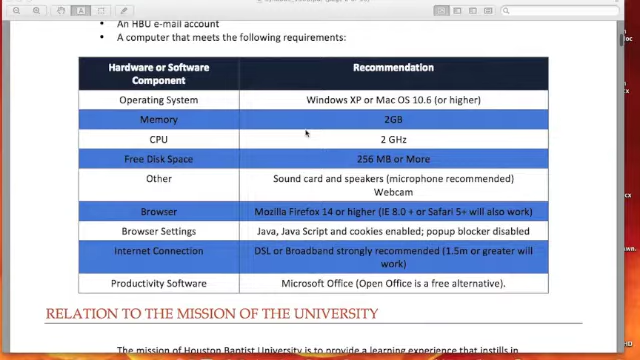 An HBU e-mail account
A computer that meets the following requirements:
Hardware or Software Component Recommendation
Operating System Windows XP or Mac OS 10.6 (or higher)
Memory 2GB
CPU 2 GHz
Free Disk Space 256 MB or More
Other Sound card and speakers (microphone recommended)
Webcam
Browser Mozilla Firefox 14 or higher (IE 8.0 + or Safari 5+ will also work)
Browser Settings Java, Java Script and cookies enabled; popup blocker disabled
Internet Connection DSL or Broadband strongly recommended (1.5m or greater will
work)
Productivity Software Microsoft Office (Open Office is a free alternative).
RELATION TO THE MISSION OF THE UNIVERSITY
The mission of Houston Baptist University is to provide a learning experience that instills in